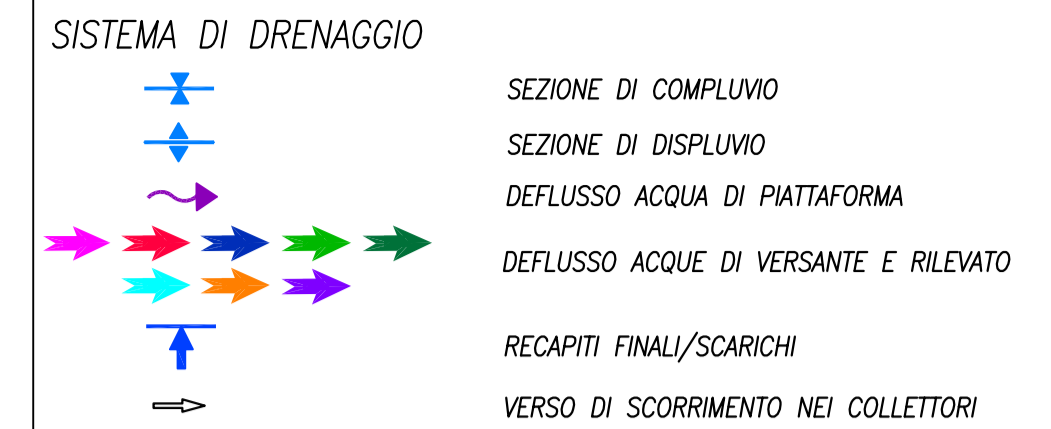 SISTEMA DI DRENAGGIO
SEZIONE DI COMPLUVIO
SEZIONE DI DISPLUVIO
DEFLUSSO ACQUA DI PIATTAFORMA
DEFLUSSO ACQUE DI VERSANTE E RILEVATO
RECAPITI FINALI/SCARICHI
VERSO DI SCORRIMENTO NEI COLLETTORI